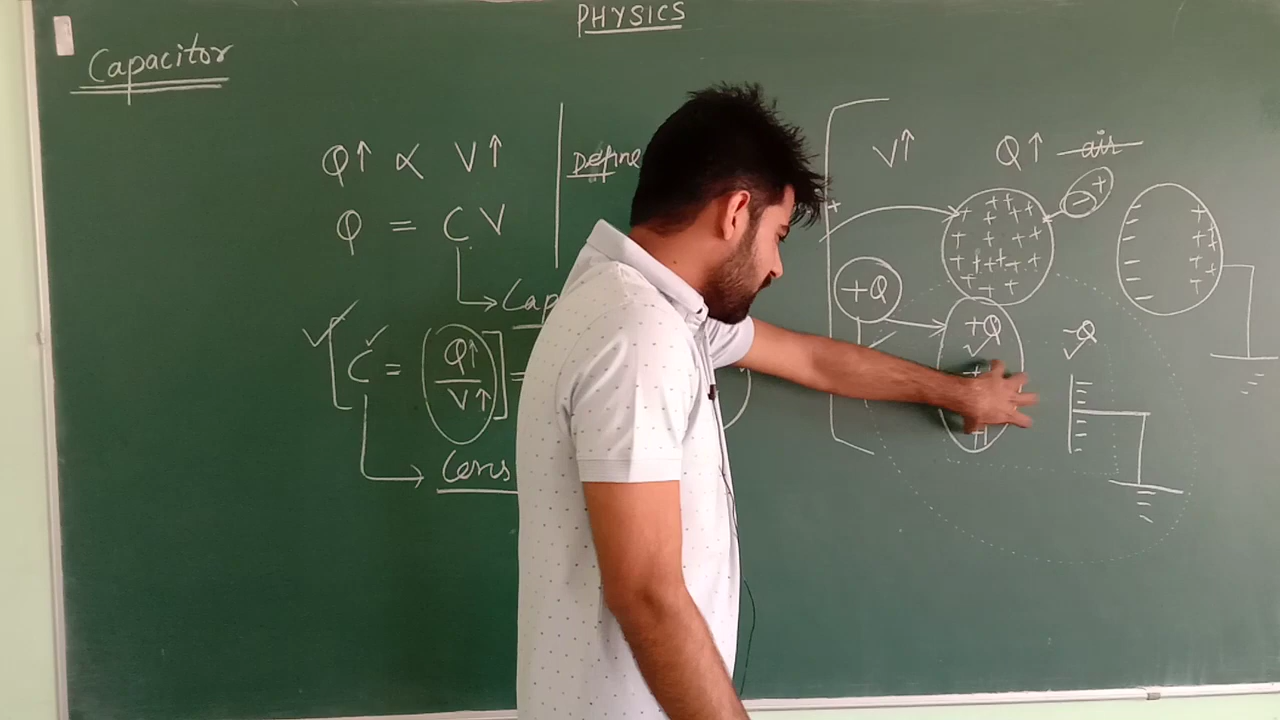 PHYSICS
Capacitor
Q↑ ∝ V↑
Q = CV
C = Q↑/V↑ =
Define
V↑ Q↑ air
+Q
+Q
-Q